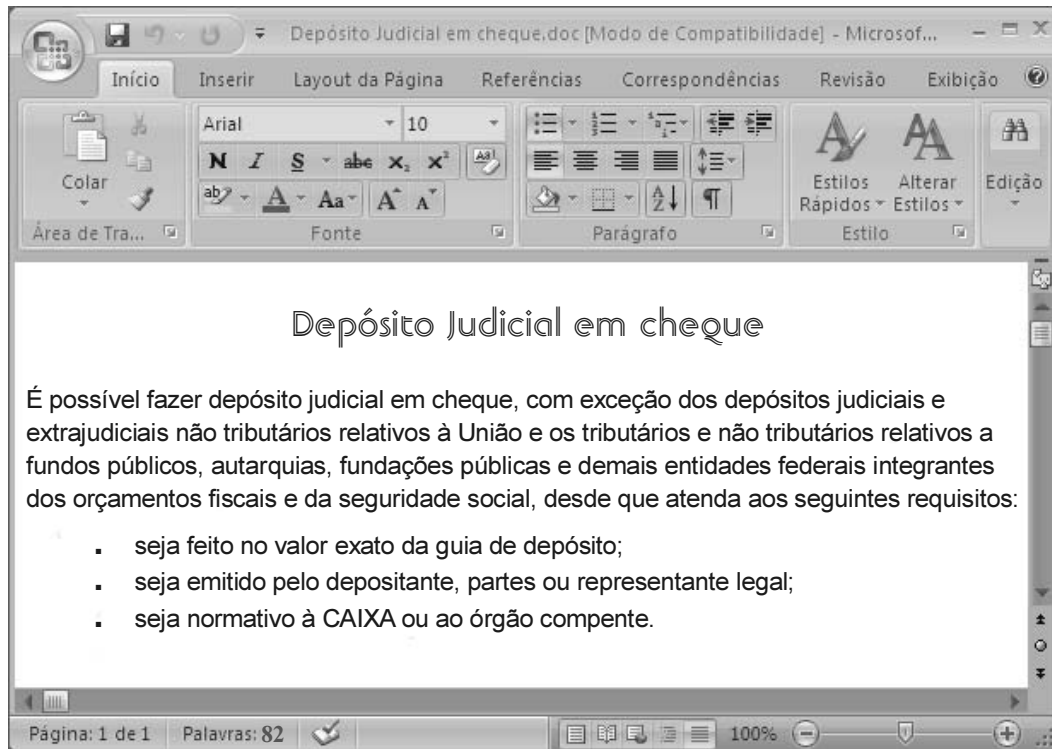 Depósito Judicial em cheque.doc [Modo de Compatibilidade] - Microsof...
Início Inserir Layout da Página Referências Correspondências Revisão Exibição
Arial 10
Colar
N I S abc x₂ x² Aa
ab A Aa A A
Estilos Rápidos
Alterar Estilos
Edição
Área de Tra... Fonte Parágrafo Estilo
Depósito Judicial em cheque
É possível fazer depósito judicial em cheque, com exceção dos depósitos judiciais e
extrajudiciais não tributários relativos à União e os tributários e não tributários relativos a
fundos públicos, autarquias, fundações públicas e demais entidades federais integrantes
dos orçamentos fiscais e da seguridade social, desde que atenda aos seguintes requisitos:
▪ seja feito no valor exato da guia de depósito;
▪ seja emitido pelo depositante, partes ou representante legal;
▪ seja normativo à CAIXA ou ao órgão compente.
Página: 1 de 1 Palavras: 82 100%